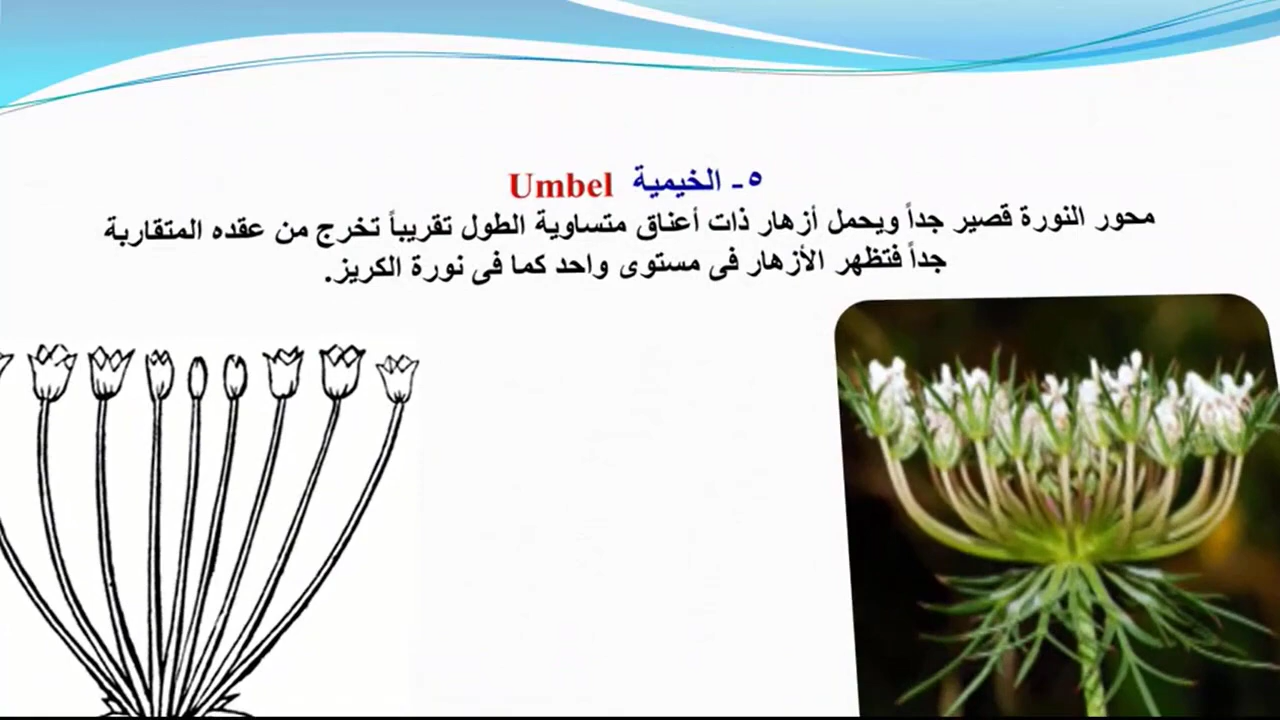 ٥- الخيمية Umbel
محور النورة قصير جداً ويحمل أزهار ذات أعناق متساوية الطول تقريباً تخرج من عقده المتقاربة
جداً فتظهر الأزهار فى مستوى واحد كما فى نورة الكريز.